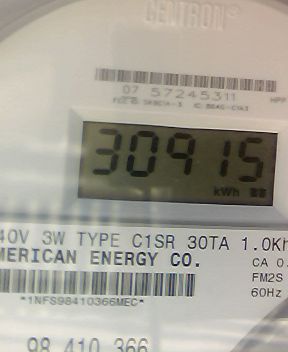 CENTRON®
07 57245311
30915
kWh
40V 3W TYPE C1SR 30TA 1.0Kh
MERICAN ENERGY CO. CA 0.
FM2S
*1NFS98410366MEC* 60Hz
98 410 366